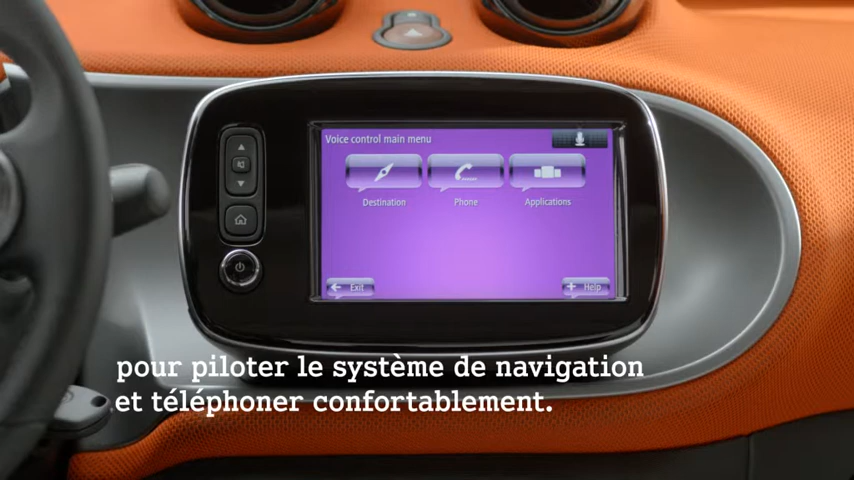 Voice control main menu
Destination Phone Applications
Exit Help
pour piloter le système de navigation
et téléphoner confortablement.